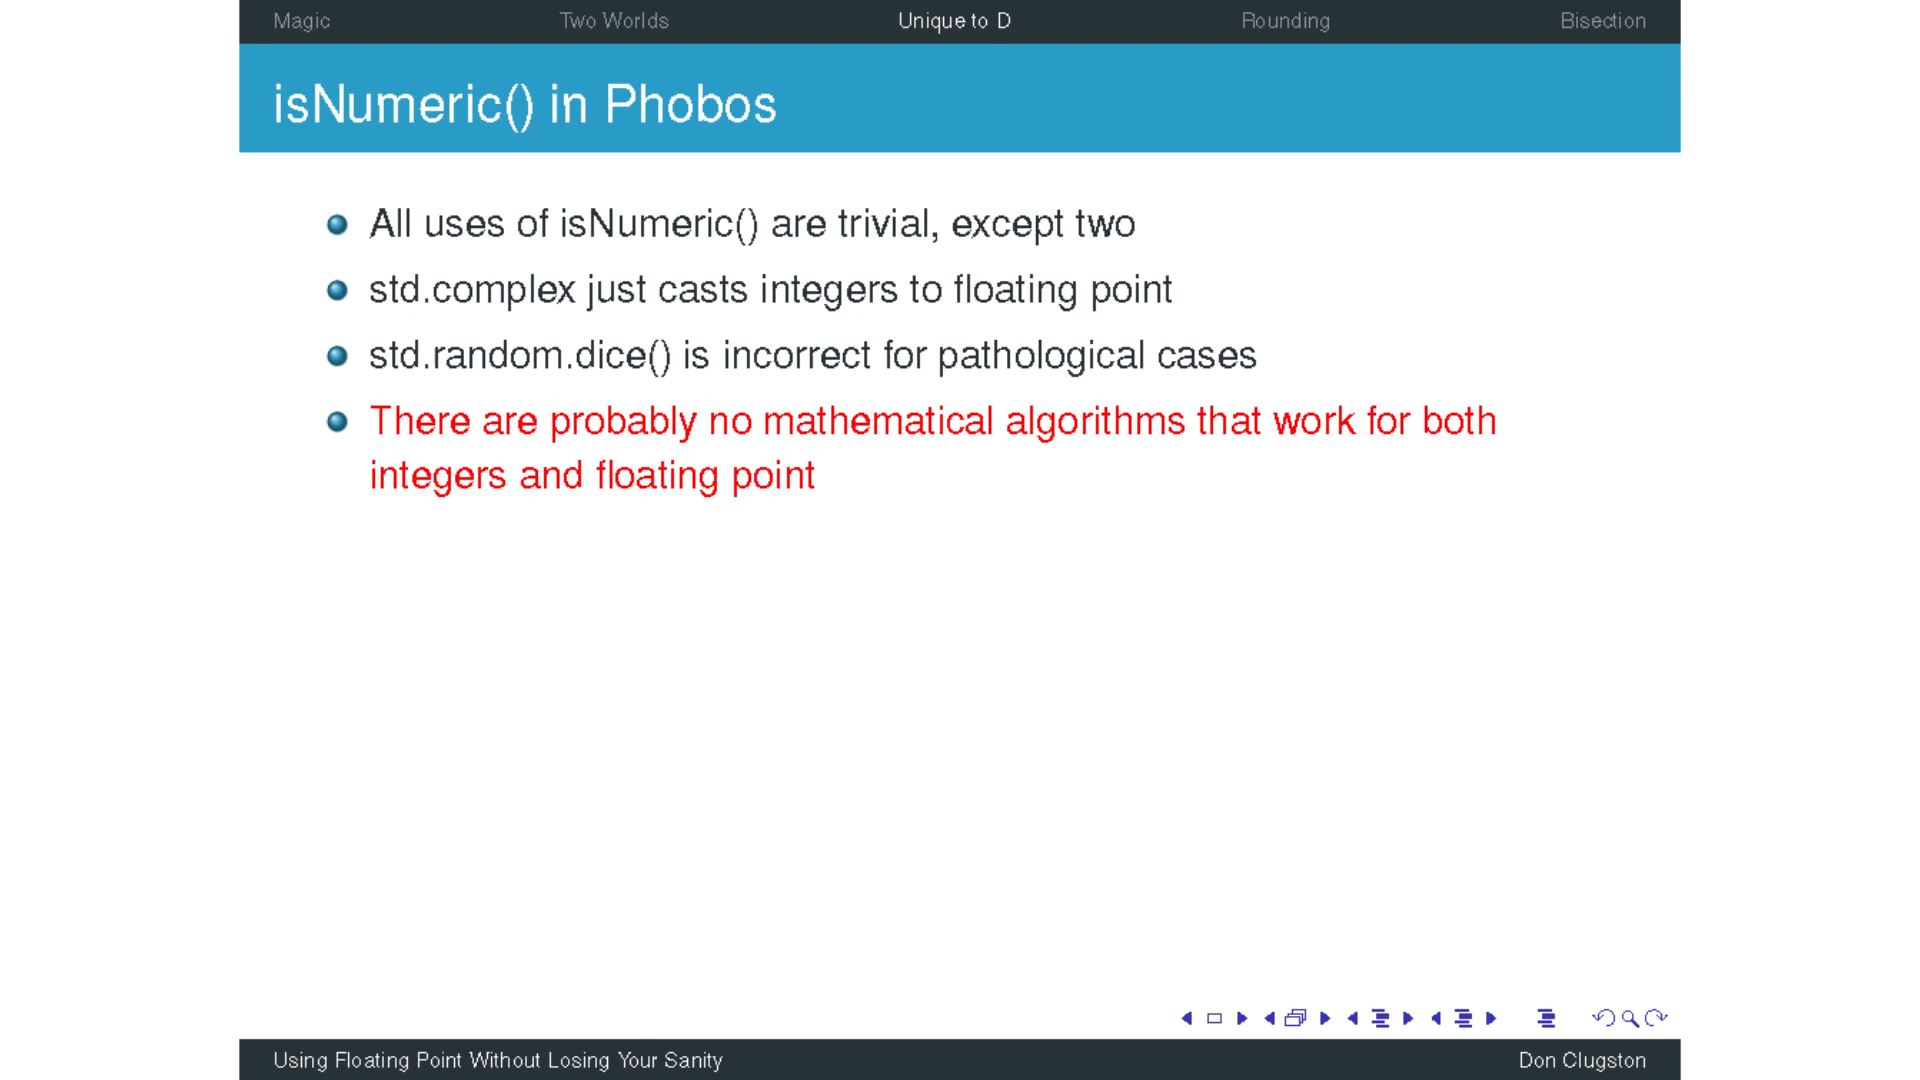 Magic Two Worlds Unique to D Rounding Bisection
isNumeric() in Phobos
All uses of isNumeric() are trivial, except two
std.complex just casts integers to floating point
std.random.dice() is incorrect for pathological cases
There are probably no mathematical algorithms that work for both
integers and floating point
Using Floating Point Without Losing Your Sanity Don Clugston